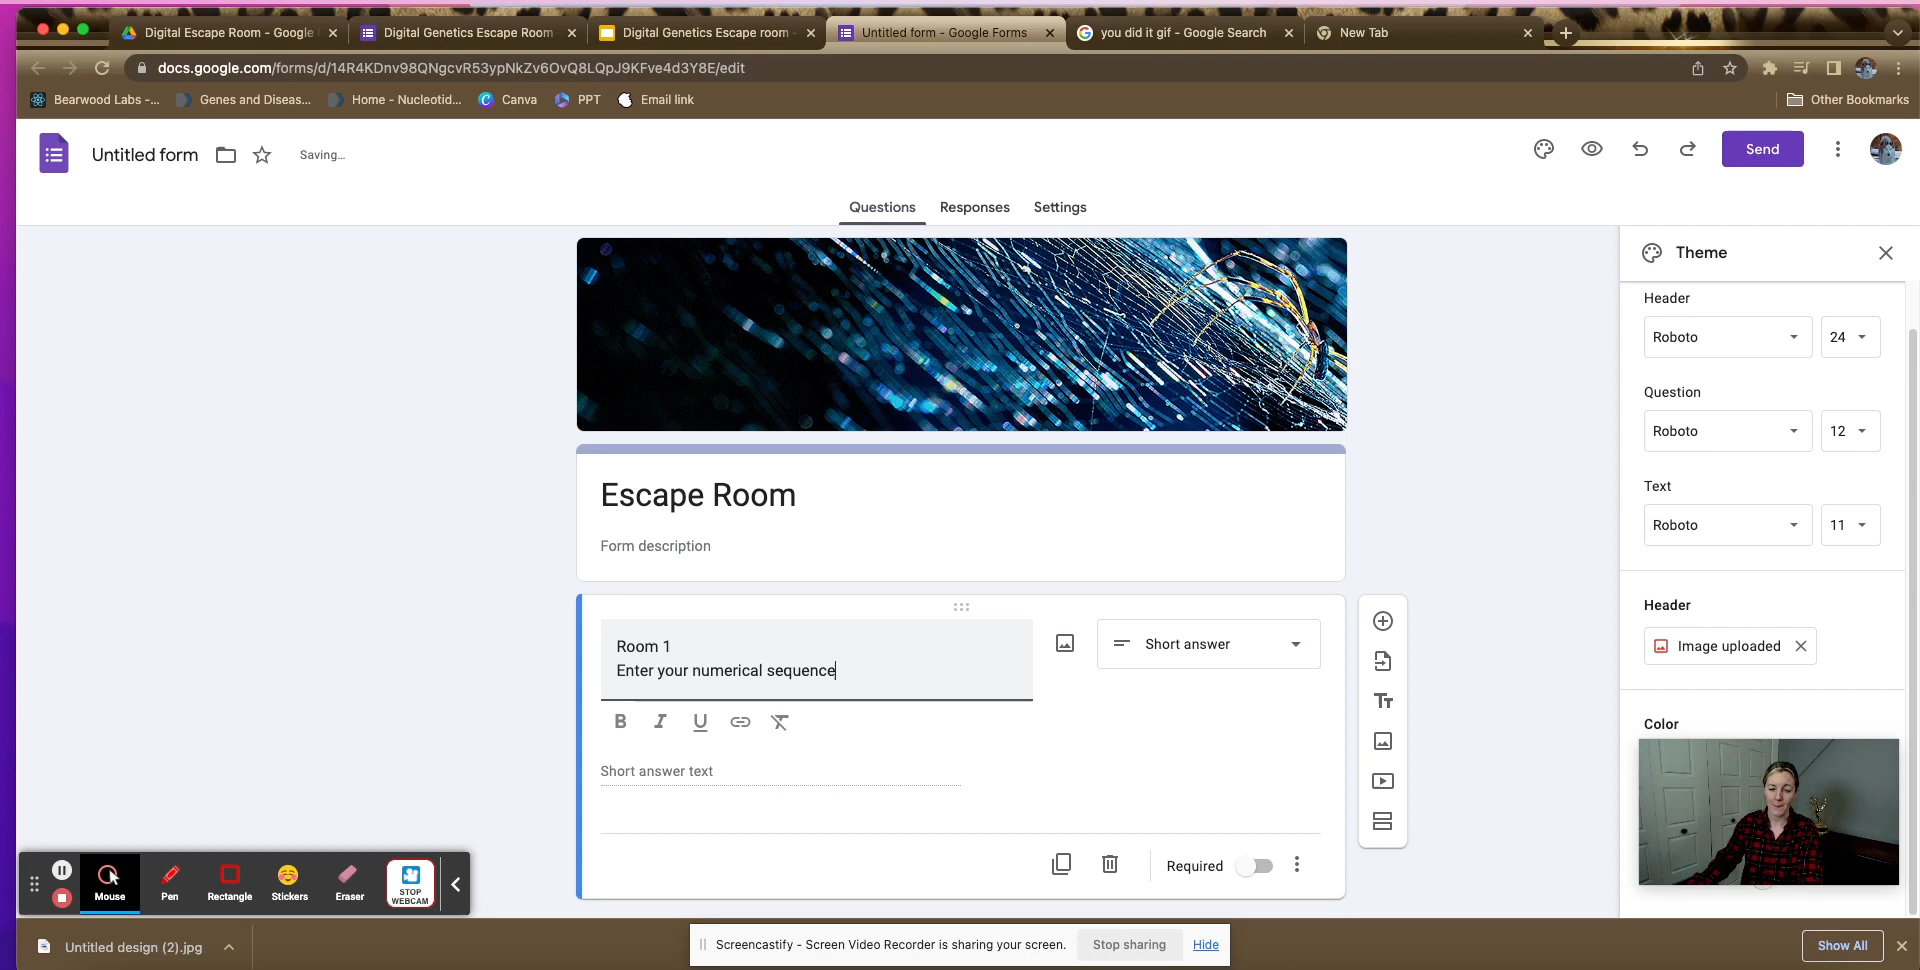 Digital Escape Room - Google
Digital Genetics Escape Room
Digital Genetics Escape room -
Untitled form - Google Forms
you did it gif - Google Search
New Tab
docs.google.com/forms/d/14R4KDnv98QNgcvR53ypNkZv6OvQ8LQpJ9KFve4d3Y8E/edit
Bearwood Labs -...
Genes and Diseas...
Home - Nucleotid...
Canva
PPT
Email link
Other Bookmarks
Untitled form
Saving...
Send
Questions
Responses
Settings
Theme
Header
Roboto
24
Question
Roboto
12
Text
Roboto
11
Header
Image uploaded
Color
Escape Room
Form description
Room 1
Enter your numerical sequence
Short answer
B I U
Short answer text
Required
Mouse
Pen
Rectangle
Stickers
Eraser
STOP
WEBCAM
Untitled design (2).jpg
Screencastify - Screen Video Recorder is sharing your screen.
Stop sharing
Hide
Show All